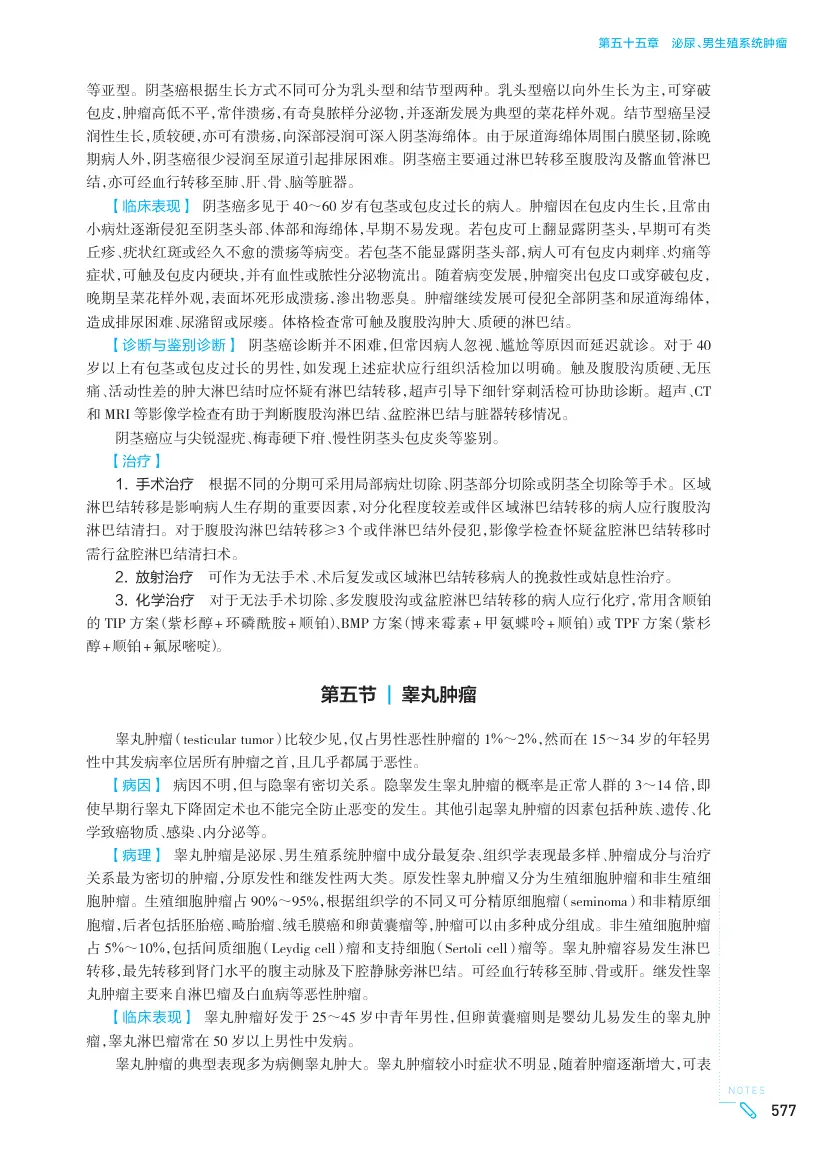 第五十五章　泌尿、男生殖系统肿瘤
等亚型。阴茎癌根据生长方式不同可分为乳头型和结节型两种。乳头型癌以向外生长为主,可穿破
包皮,肿瘤高低不平,常伴溃疡,有奇臭脓样分泌物,并逐渐发展为典型的菜花样外观。结节型癌呈浸
润性生长,质较硬,亦可有溃疡,向深部浸润可深入阴茎海绵体。由于尿道海绵体周围白膜坚韧,除晚
期病人外,阴茎癌很少浸润至尿道引起排尿困难。阴茎癌主要通过淋巴转移至腹股沟及髂血管淋巴
结,亦可经血行转移至肺、肝、骨、脑等脏器。
【临床表现】 阴茎癌多见于 40～60 岁有包茎或包皮过长的病人。肿瘤因在包皮内生长,且常由
小病灶逐渐侵犯至阴茎头部、体部和海绵体,早期不易发现。若包皮可上翻显露阴茎头,早期可有类
丘疹、疣状红斑或经久不愈的溃疡等病变。若包茎不能显露阴茎头部,病人可有包皮内刺痒、灼痛等
症状,可触及包皮内硬块,并有血性或脓性分泌物流出。随着病变发展,肿瘤突出包皮口或穿破包皮,
晚期呈菜花样外观,表面坏死形成溃疡,渗出物恶臭。肿瘤继续发展可侵犯全部阴茎和尿道海绵体,
造成排尿困难、尿潴留或尿瘘。体格检查常可触及腹股沟肿大、质硬的淋巴结。
【诊断与鉴别诊断】 阴茎癌诊断并不困难,但常因病人忽视、尴尬等原因而延迟就诊。对于 40
岁以上有包茎或包皮过长的男性,如发现上述症状应行组织活检加以明确。触及腹股沟质硬、无压
痛、活动性差的肿大淋巴结时应怀疑有淋巴结转移,超声引导下细针穿刺活检可协助诊断。超声、CT
和 MRI 等影像学检查有助于判断腹股沟淋巴结、盆腔淋巴结与脏器转移情况。
阴茎癌应与尖锐湿疣、梅毒硬下疳、慢性阴茎头包皮炎等鉴别。
【治疗】
1. 手术治疗 根据不同的分期可采用局部病灶切除、阴茎部分切除或阴茎全切除等手术。区域
淋巴结转移是影响病人生存期的重要因素,对分化程度较差或伴区域淋巴结转移的病人应行腹股沟
淋巴结清扫。对于腹股沟淋巴结转移≥3 个或伴淋巴结外侵犯,影像学检查怀疑盆腔淋巴结转移时
需行盆腔淋巴结清扫术。
2. 放射治疗 可作为无法手术、术后复发或区域淋巴结转移病人的挽救性或姑息性治疗。
3. 化学治疗 对于无法手术切除、多发腹股沟或盆腔淋巴结转移的病人应行化疗,常用含顺铂
的 TIP 方案(紫杉醇+环磷酰胺+顺铂)、BMP 方案(博来霉素+甲氨蝶呤+顺铂)或 TPF 方案(紫杉
醇+顺铂+氟尿嘧啶)。
第五节 | 睾丸肿瘤
睾丸肿瘤(testicular tumor)比较少见,仅占男性恶性肿瘤的 1%～2%,然而在 15～34 岁的年轻男
性中其发病率位居所有肿瘤之首,且几乎都属于恶性。
【病因】 病因不明,但与隐睾有密切关系。隐睾发生睾丸肿瘤的概率是正常人群的 3～14 倍,即
使早期行睾丸下降固定术也不能完全防止恶变的发生。其他引起睾丸肿瘤的因素包括种族、遗传、化
学致癌物质、感染、内分泌等。
【病理】 睾丸肿瘤是泌尿、男生殖系统肿瘤中成分最复杂、组织学表现最多样、肿瘤成分与治疗
关系最为密切的肿瘤,分原发性和继发性两大类。原发性睾丸肿瘤又分为生殖细胞肿瘤和非生殖细
胞肿瘤。生殖细胞肿瘤占 90%～95%,根据组织学的不同又可分精原细胞瘤(seminoma)和非精原细
胞瘤,后者包括胚胎癌、畸胎瘤、绒毛膜癌和卵黄囊瘤等,肿瘤可以由多种成分组成。非生殖细胞肿瘤
占 5%～10%,包括间质细胞(Leydig cell)瘤和支持细胞(Sertoli cell)瘤等。睾丸肿瘤容易发生淋巴
转移,最先转移到肾门水平的腹主动脉及下腔静脉旁淋巴结。可经血行转移至肺、骨或肝。继发性睾
丸肿瘤主要来自淋巴瘤及白血病等恶性肿瘤。
【临床表现】 睾丸肿瘤好发于 25～45 岁中青年男性,但卵黄囊瘤则是婴幼儿易发生的睾丸肿
瘤,睾丸淋巴瘤常在 50 岁以上男性中发病。
睾丸肿瘤的典型表现多为病侧睾丸肿大。睾丸肿瘤较小时症状不明显,随着肿瘤逐渐增大,可表
NOTES
577